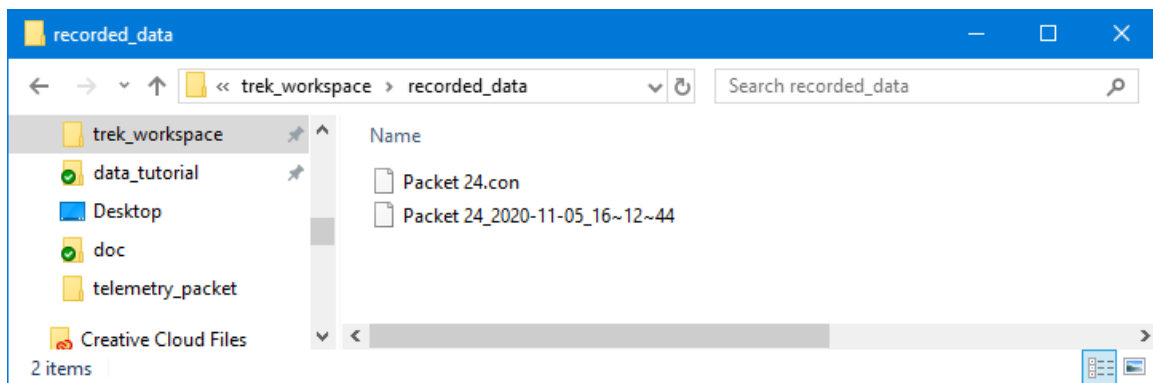 recorded_data
« trek_workspace > recorded_data
Search recorded_data
trek_workspace
data_tutorial
Desktop
doc
telemetry_packet
Creative Cloud Files
Name
Packet 24.con
Packet 24_2020-11-05_16~12~44
2 items